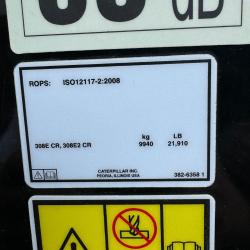 dB
ROPS: ISO12117-2:2008
kg LB
308E CR, 308E2 CR 9940 21,910
CATERPILLAR INC.
PEORIA, ILLINOIS USA 382-6358 1